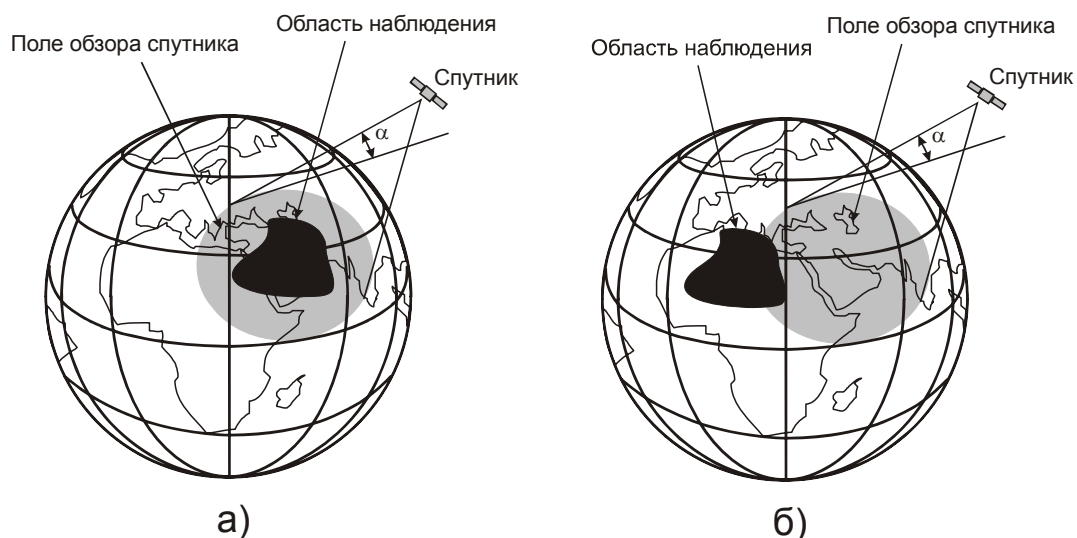 Область наблюдения
Поле обзора спутника
Спутник
α
а)
Поле обзора спутника
Область наблюдения
Спутник
α
б)